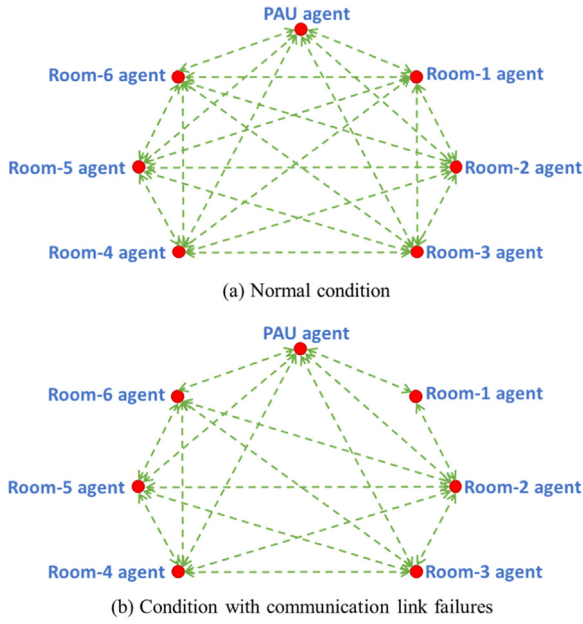 PAU agent
Room-6 agent
Room-1 agent
Room-5 agent
Room-2 agent
Room-4 agent
Room-3 agent
(a) Normal condition
PAU agent
Room-6 agent
Room-1 agent
Room-5 agent
Room-2 agent
Room-4 agent
Room-3 agent
(b) Condition with communication link failures